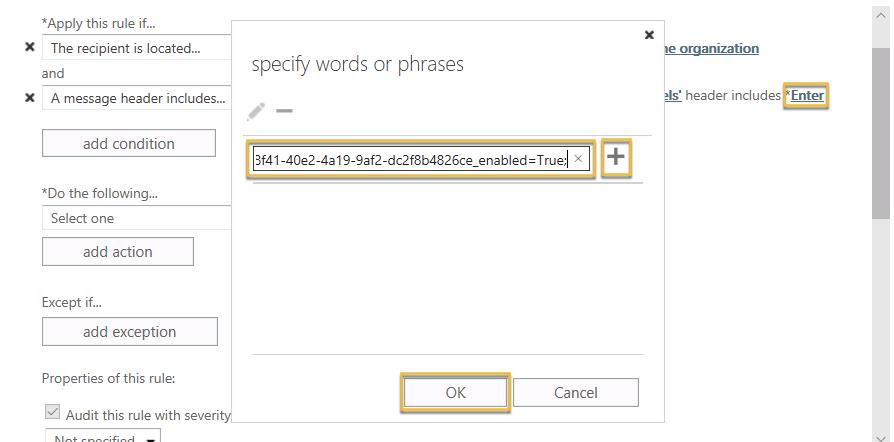 *Apply this rule if...
The recipient is located...
and
A message header includes...
add condition
*Do the following...
Select one
add action
Except if...
add exception
Properties of this rule:
Audit this rule with severity
Not specified
specify words or phrases
3f41-40e2-4a19-9af2-dc2f8b4826ce_enabled=True;
OK
Cancel
organization
els' header includes *Enter